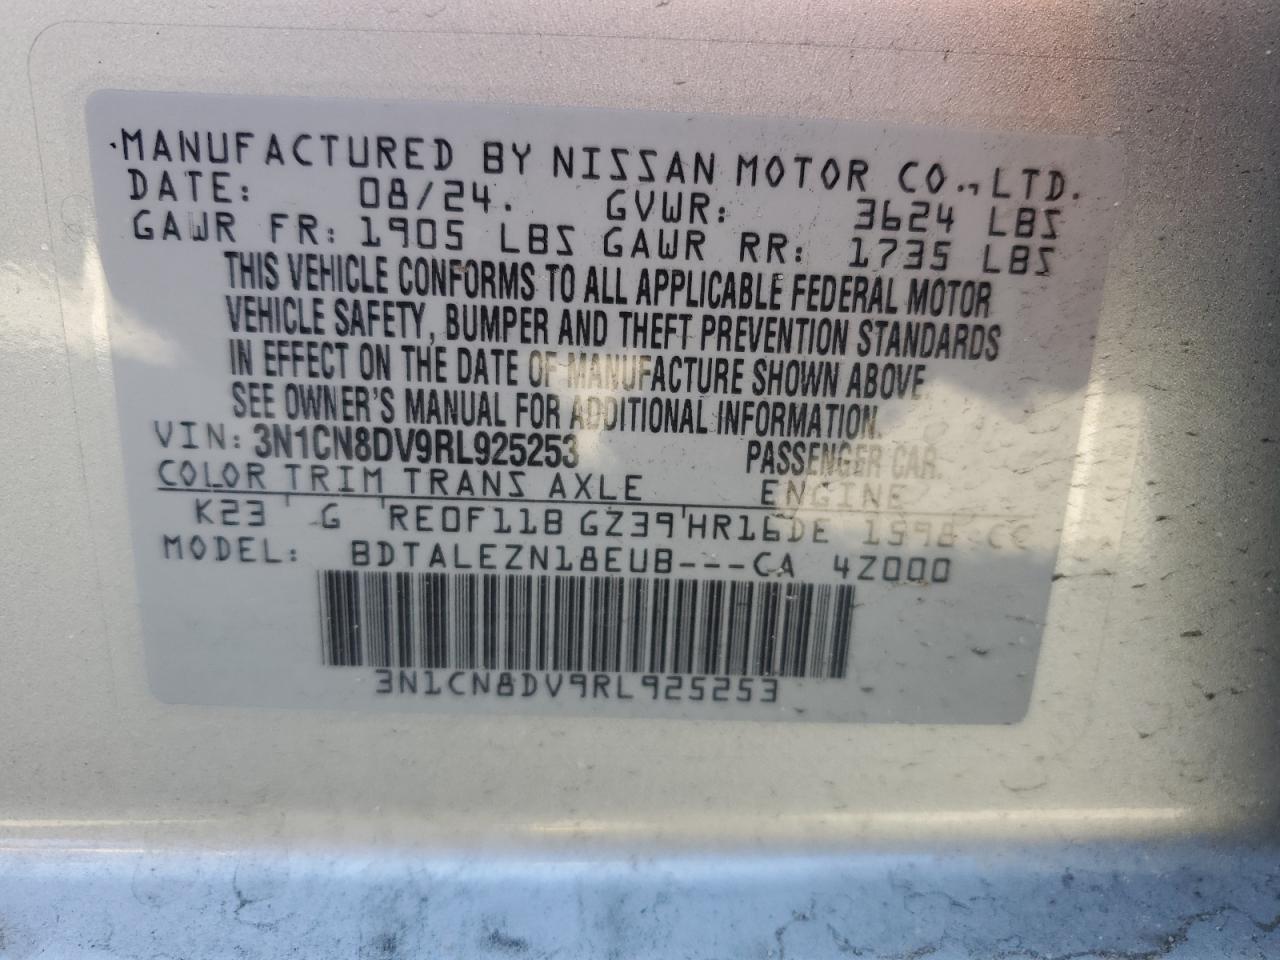 MANUFACTURED BY NISSAN MOTOR CO., LTD.
DATE: 08/24. GVWR: 3624 LBS
GAWR FR: 1905 LBS GAWR RR: 1735 LBS
THIS VEHICLE CONFORMS TO ALL APPLICABLE FEDERAL MOTOR
VEHICLE SAFETY, BUMPER AND THEFT PREVENTION STANDARDS
IN EFFECT ON THE DATE OF MANUFACTURE SHOWN ABOVE.
SEE OWNER'S MANUAL FOR ADDITIONAL INFORMATION.
VIN: 3N1CN8DV9RL925253 PASSENGER CAR.
COLOR TRIM TRANS AXLE ENGINE
K23 G RE0F11B GZ39 HR16DE 1598 CC
MODEL: BDTALEZN18EUB---CA 4Z000
3N1CN8DV9RL925253